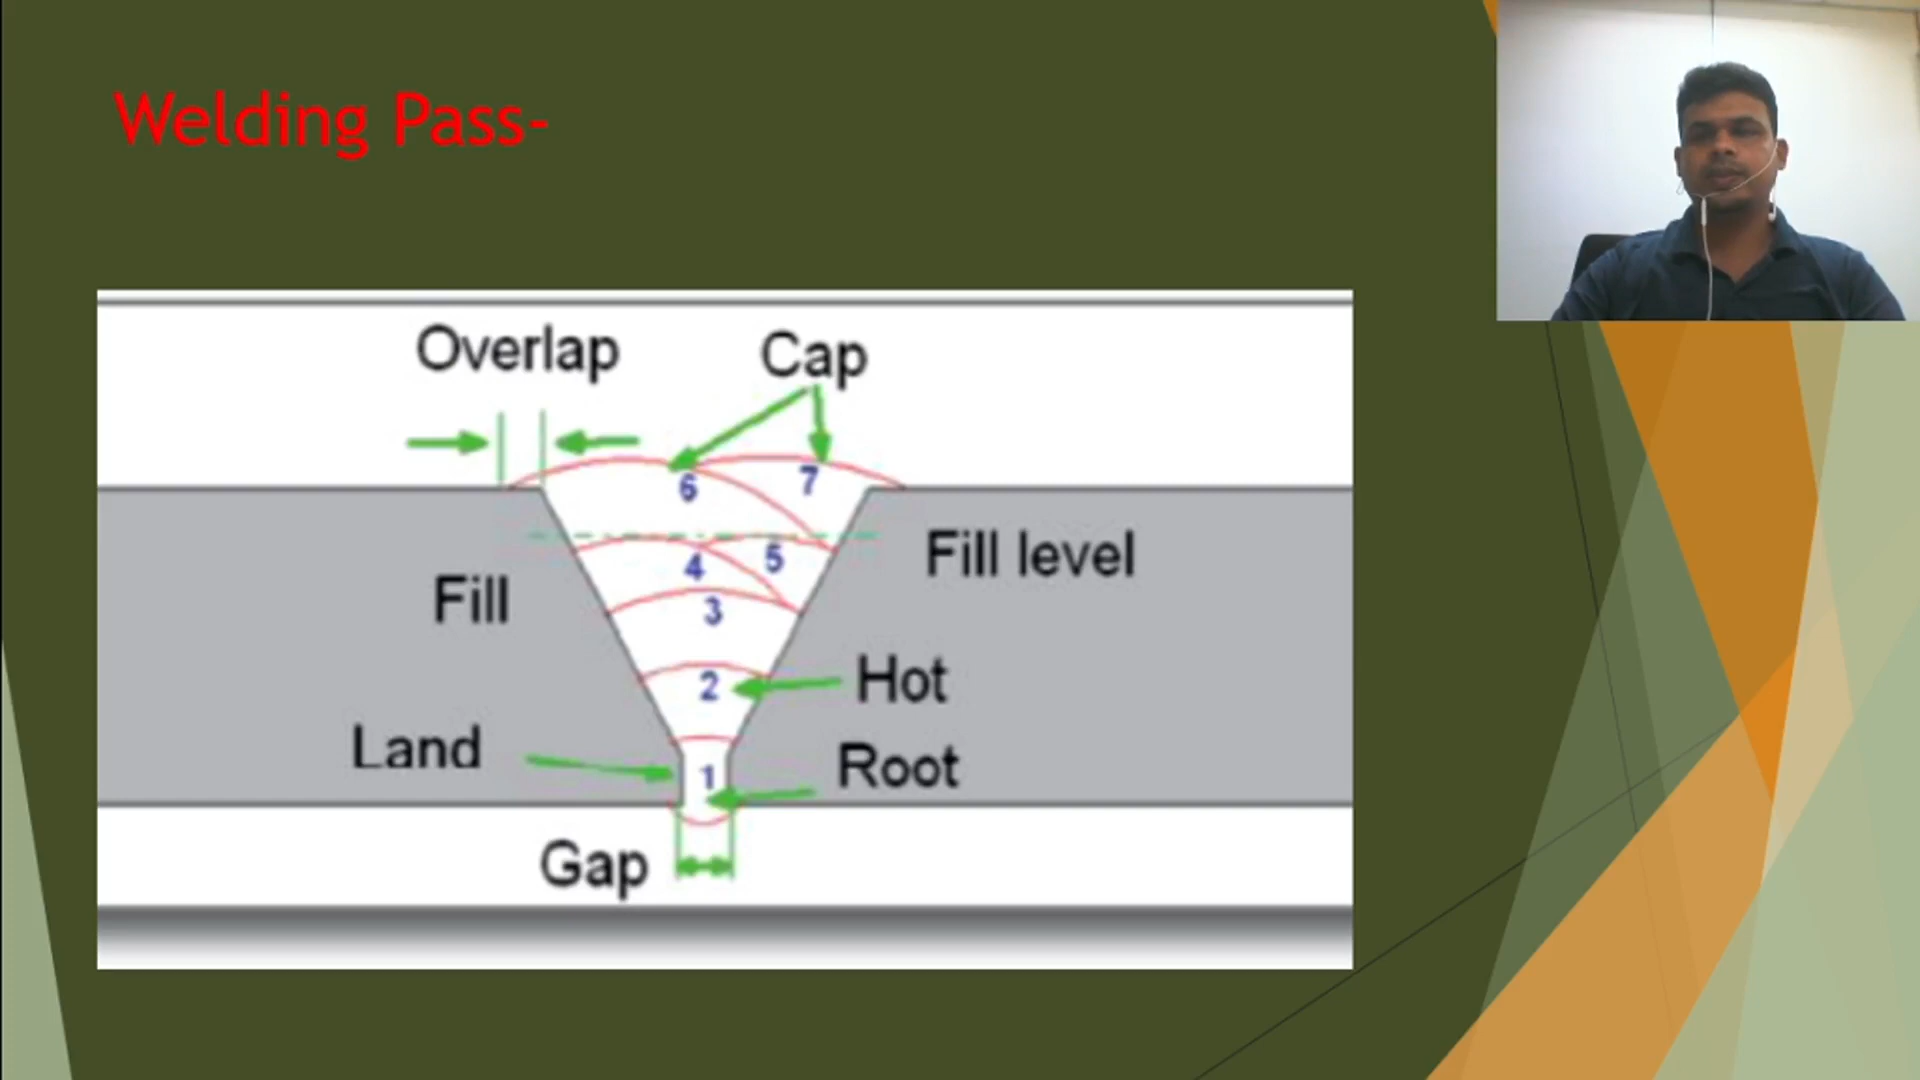 Welding Pass-
Overlap
Cap
6
7
Fill level
4
5
Fill
3
Hot
2
Land
Root
1
Gap